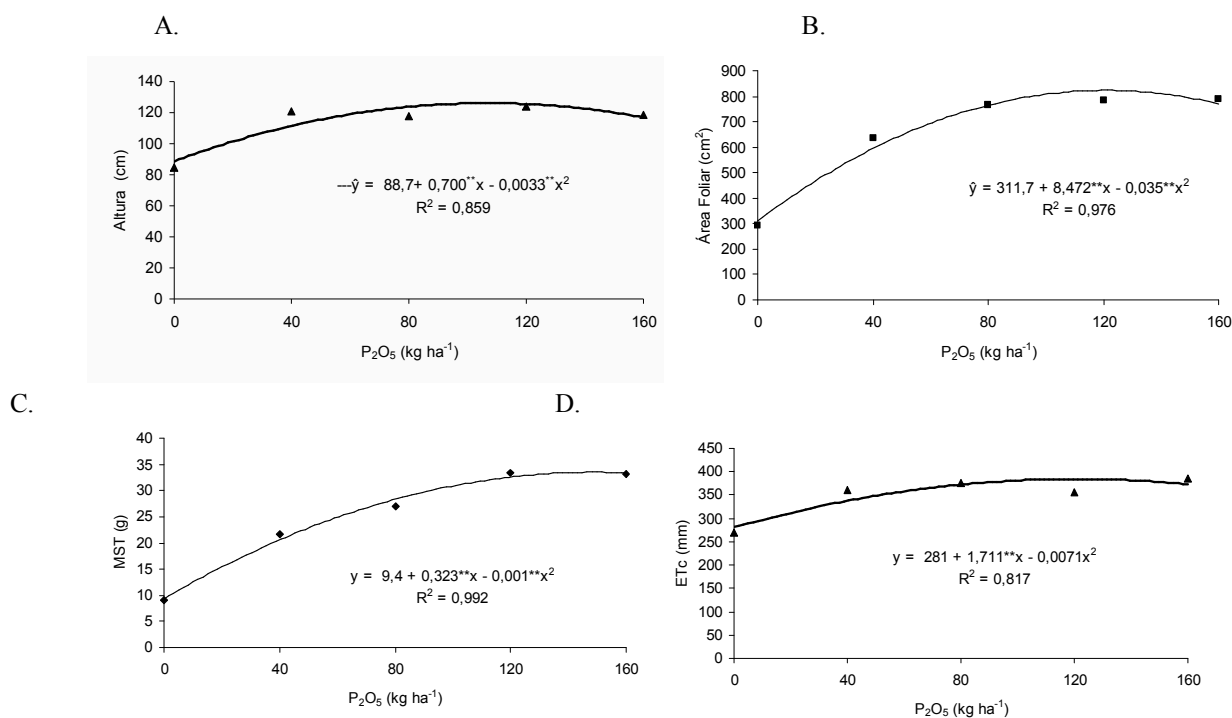 A.
140
120
100
80
60
40
20
0
Altura (cm)
---ŷ = 88,7+ 0,700**x - 0,0033**x²
R² = 0,859
0 40 80 120 160
P₂O₅ (kg ha⁻¹)
B.
900
800
700
600
500
400
300
200
100
0
Área Foliar (cm²)
ŷ = 311,7 + 8,472**x - 0,035**x²
R² = 0,976
0 40 80 120 160
P₂O₅ (kg ha⁻¹)
C.
40
35
30
25
20
15
10
5
0
MST (g)
y = 9,4 + 0,323**x - 0,001**x²
R² = 0,992
0 40 80 120 160
P₂O₅ (kg ha⁻¹)
D.
450
400
350
300
250
200
150
100
50
0
ETc (mm)
y = 281 + 1,711**x - 0,0071x²
R² = 0,817
0 40 80 120 160
P₂O₅ (kg ha⁻¹)